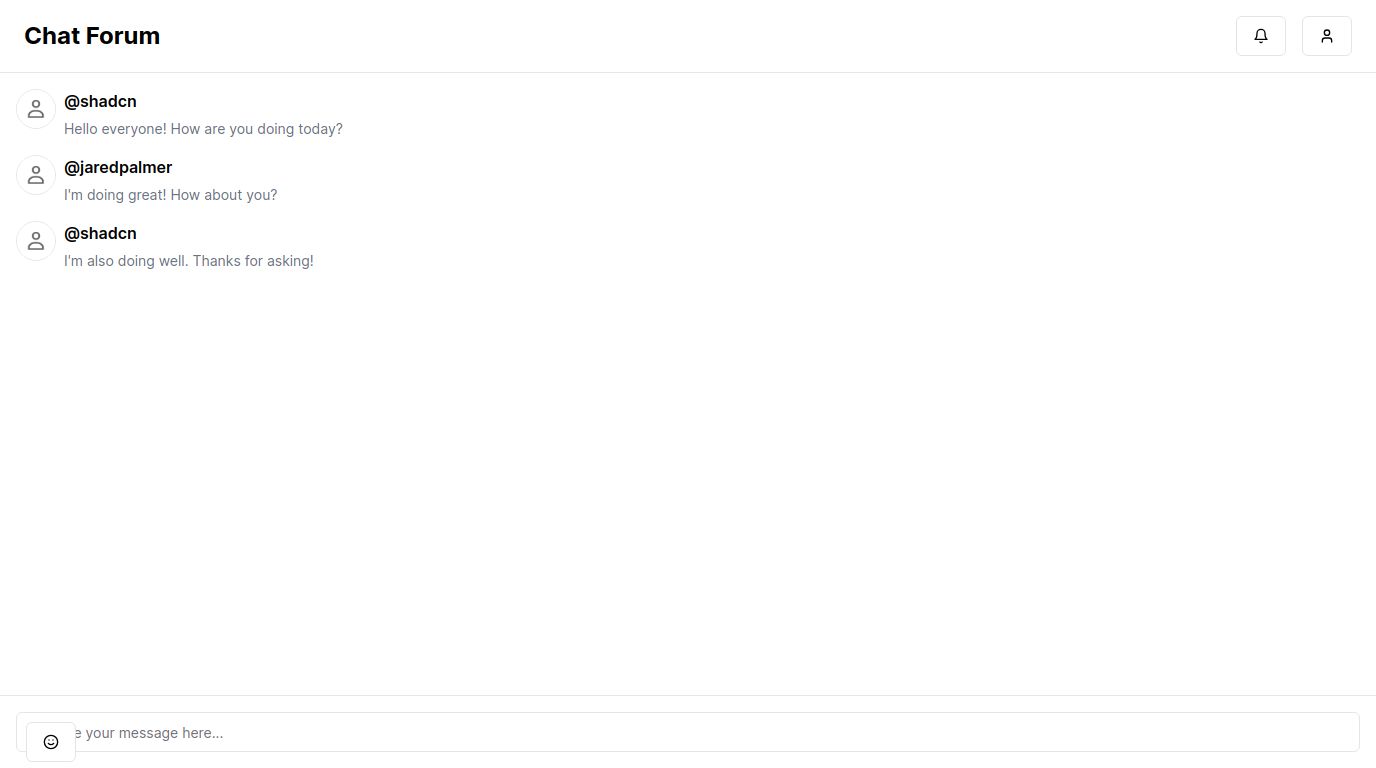 Chat Forum
@shadcn
Hello everyone! How are you doing today?
@jaredpalmer
I'm doing great! How about you?
@shadcn
I'm also doing well. Thanks for asking!
your message here...